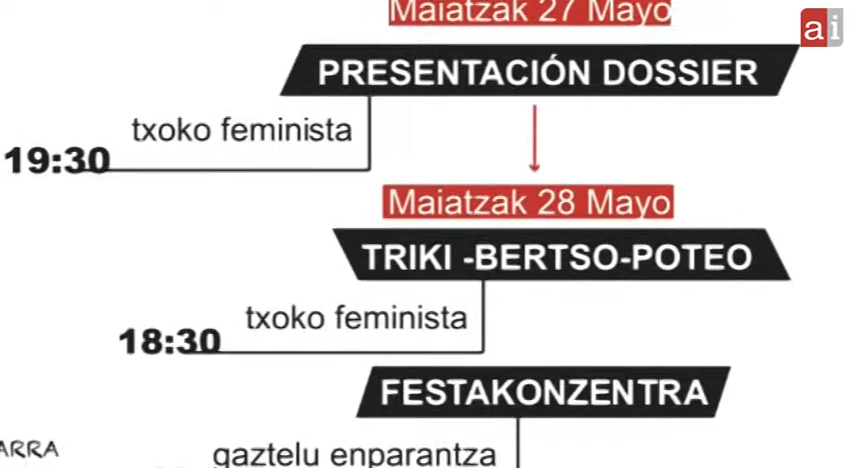 Maiatzak 27 Mayo
ai
PRESENTACIÓN DOSSIER
txoko feminista
19:30
Maiatzak 28 Mayo
TRIKI -BERTSO-POTEO
txoko feminista
18:30
FESTAKONZENTRA
ARRA
gaztelu enparantza